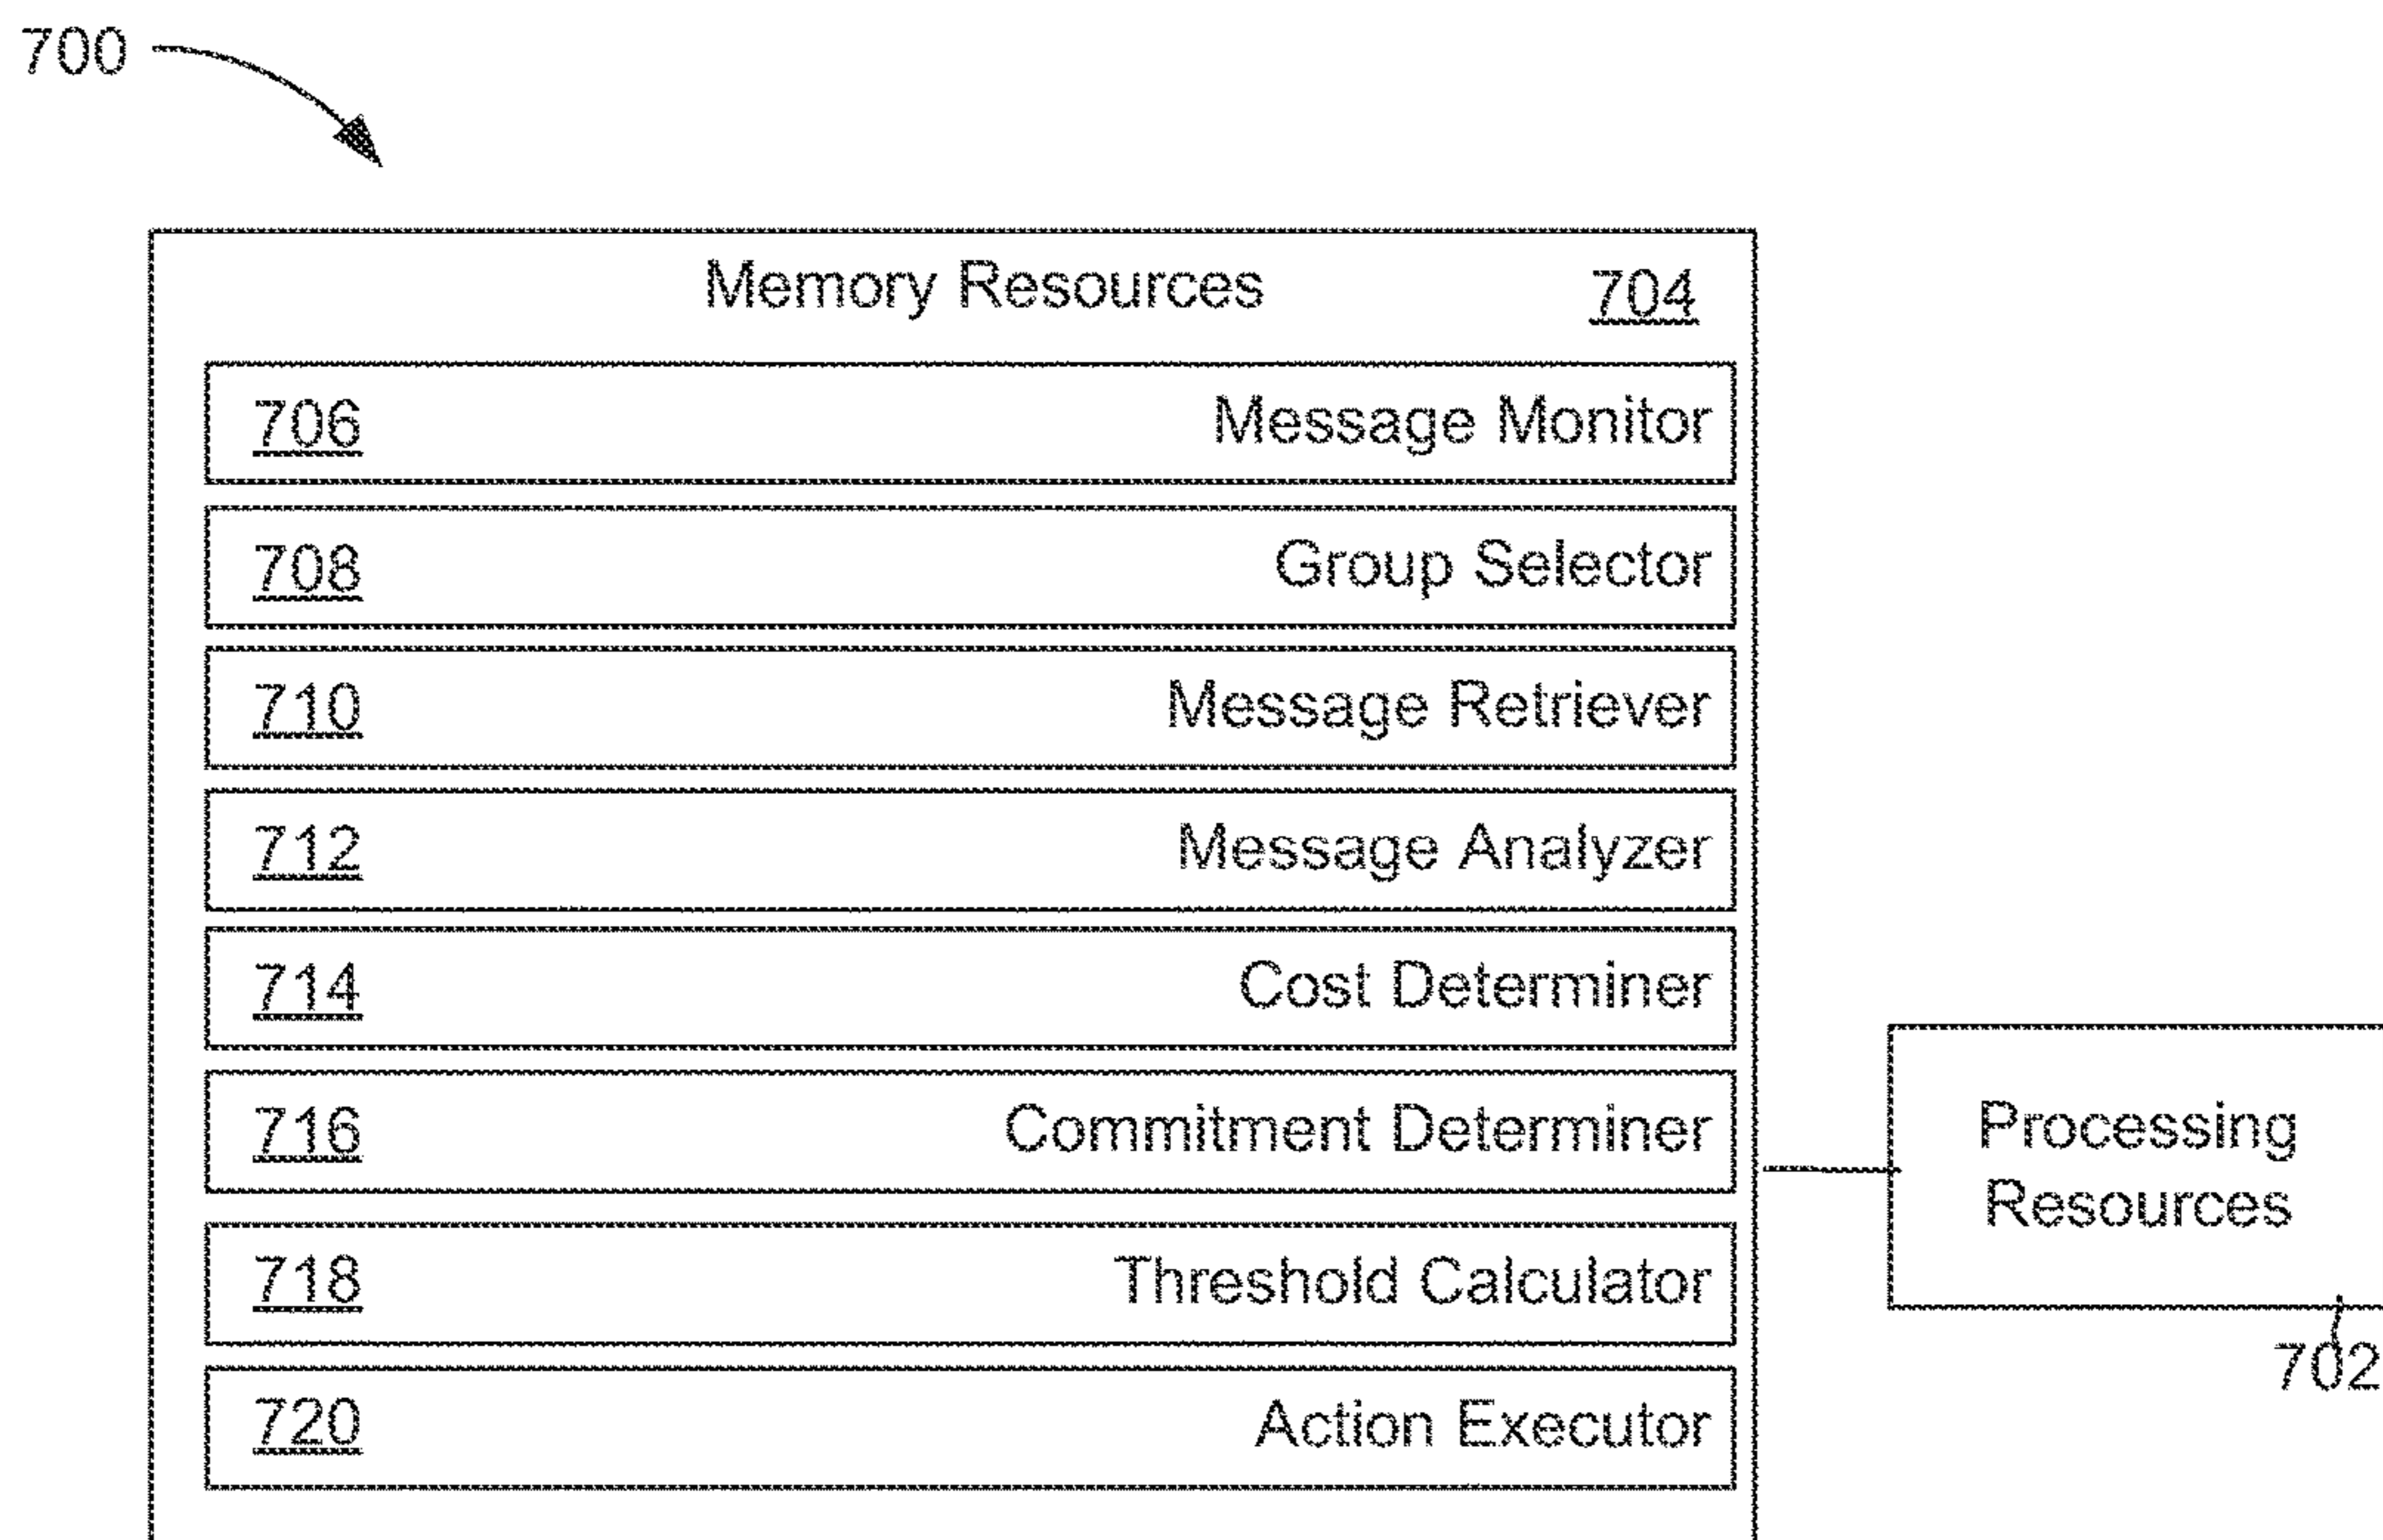 700
Memory Resources 704
706 Message Monitor
708 Group Selector
710 Message Retriever
712 Message Analyzer
714 Cost Determiner
716 Commitment Determiner
718 Threshold Calculator
720 Action Executor
Processing
Resources
702